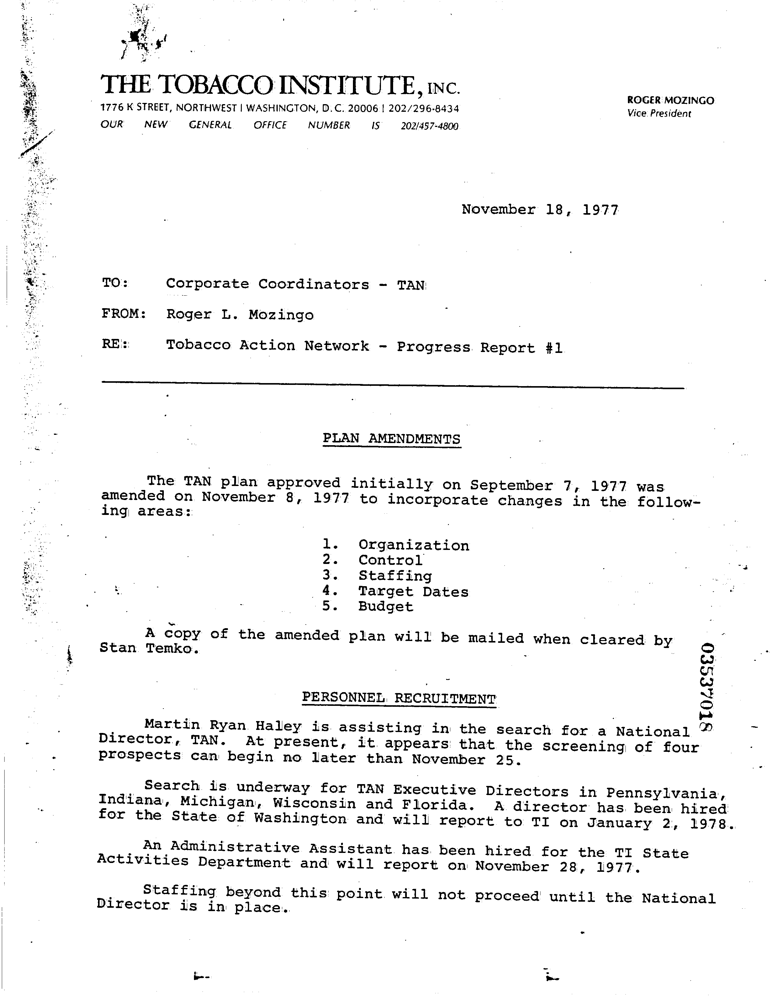 THE TOBACCO INSTITUTE, INC.
1776 K STREET, NORTHWEST | WASHINGTON, D.C. 20006 | 202/296-8434
OUR NEW GENERAL OFFICE NUMBER IS 202/457-4800
ROGER MOZINGO
Vice President
November 18, 1977
TO: Corporate Coordinators - TAN
FROM: Roger L. Mozingo
RE: Tobacco Action Network - Progress Report #1
PLAN AMENDMENTS
The TAN plan approved initially on September 7, 1977 was
amended on November 8, 1977 to incorporate changes in the follow-
ing areas:
1. Organization
2. Control
3. Staffing
4. Target Dates
5. Budget
A copy of the amended plan will be mailed when cleared by
Stan Temko.
03537018
PERSONNEL RECRUITMENT
Martin Ryan Haley is assisting in the search for a National
Director, TAN. At present, it appears that the screening of four
prospects can begin no later than November 25.
Search is underway for TAN Executive Directors in Pennsylvania,
Indiana, Michigan, Wisconsin and Florida. A director has been hired
for the State of Washington and will report to TI on January 2, 1978.
An Administrative Assistant has been hired for the TI State
Activities Department and will report on November 28, 1977.
Staffing beyond this point will not proceed until the National
Director is in place.